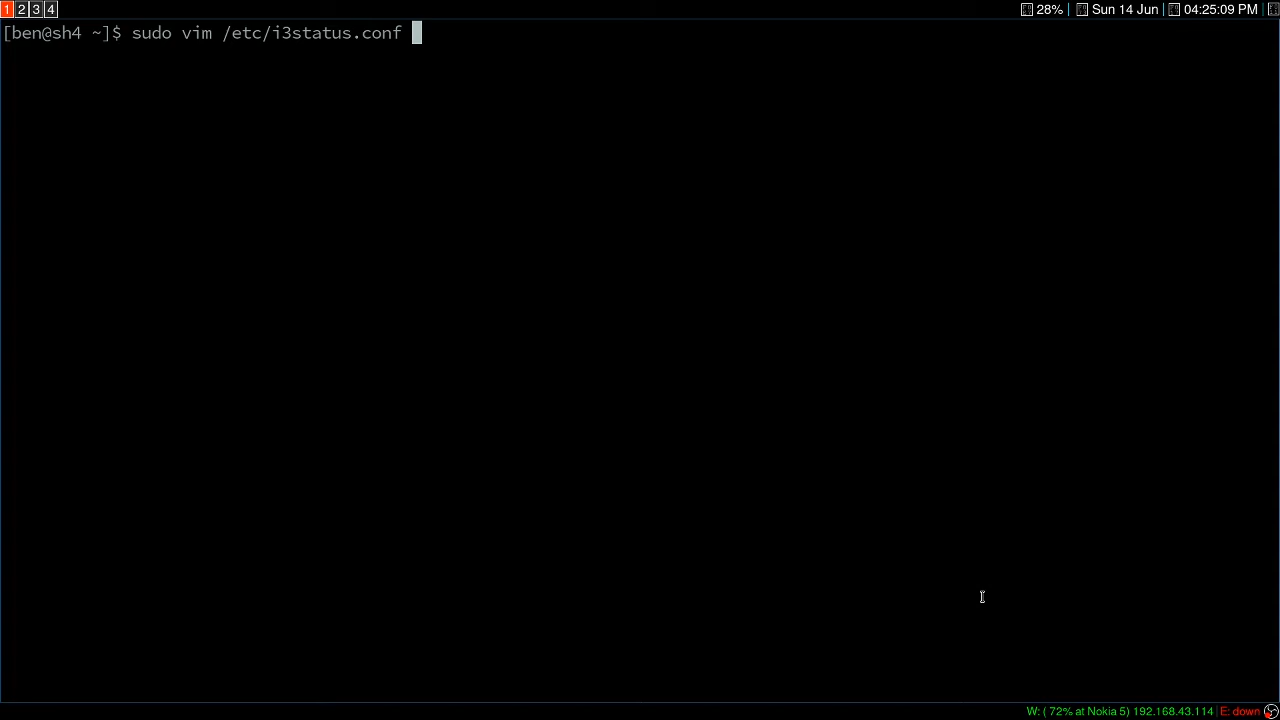 1 2 3 4 28% | Sun 14 Jun | 04:25:09 PM |
[ben@sh4 ~]$ sudo vim /etc/i3status.conf
W: ( 72% at Nokia 5) 192.168.43.114 | E: down